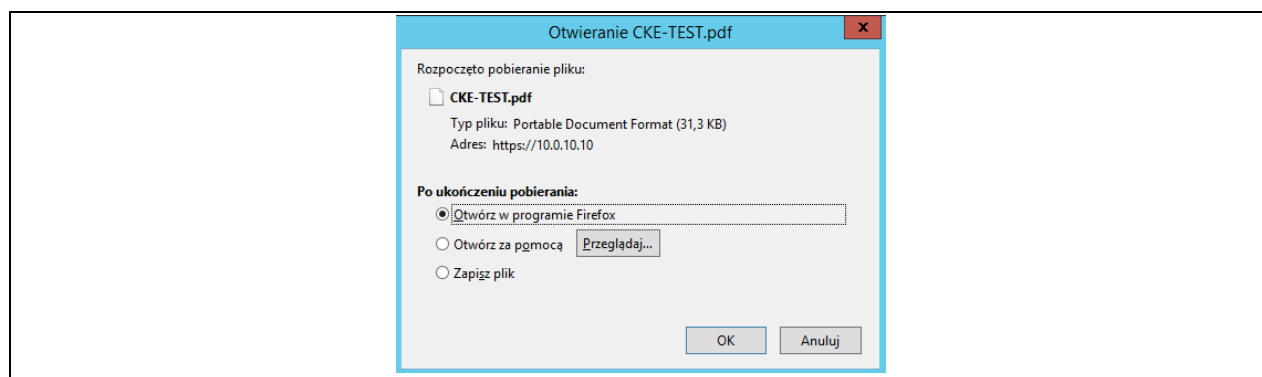 Otwieranie CKE-TEST.pdf
x
Rozpoczęto pobieranie pliku:
CKE-TEST.pdf
Typ pliku: Portable Document Format (31,3 KB)
Adres: https://10.0.10.10
Po ukończeniu pobierania:
Otwórz w programie Firefox
Otwórz za pomocą Przeglądaj...
Zapisz plik
OK Anuluj